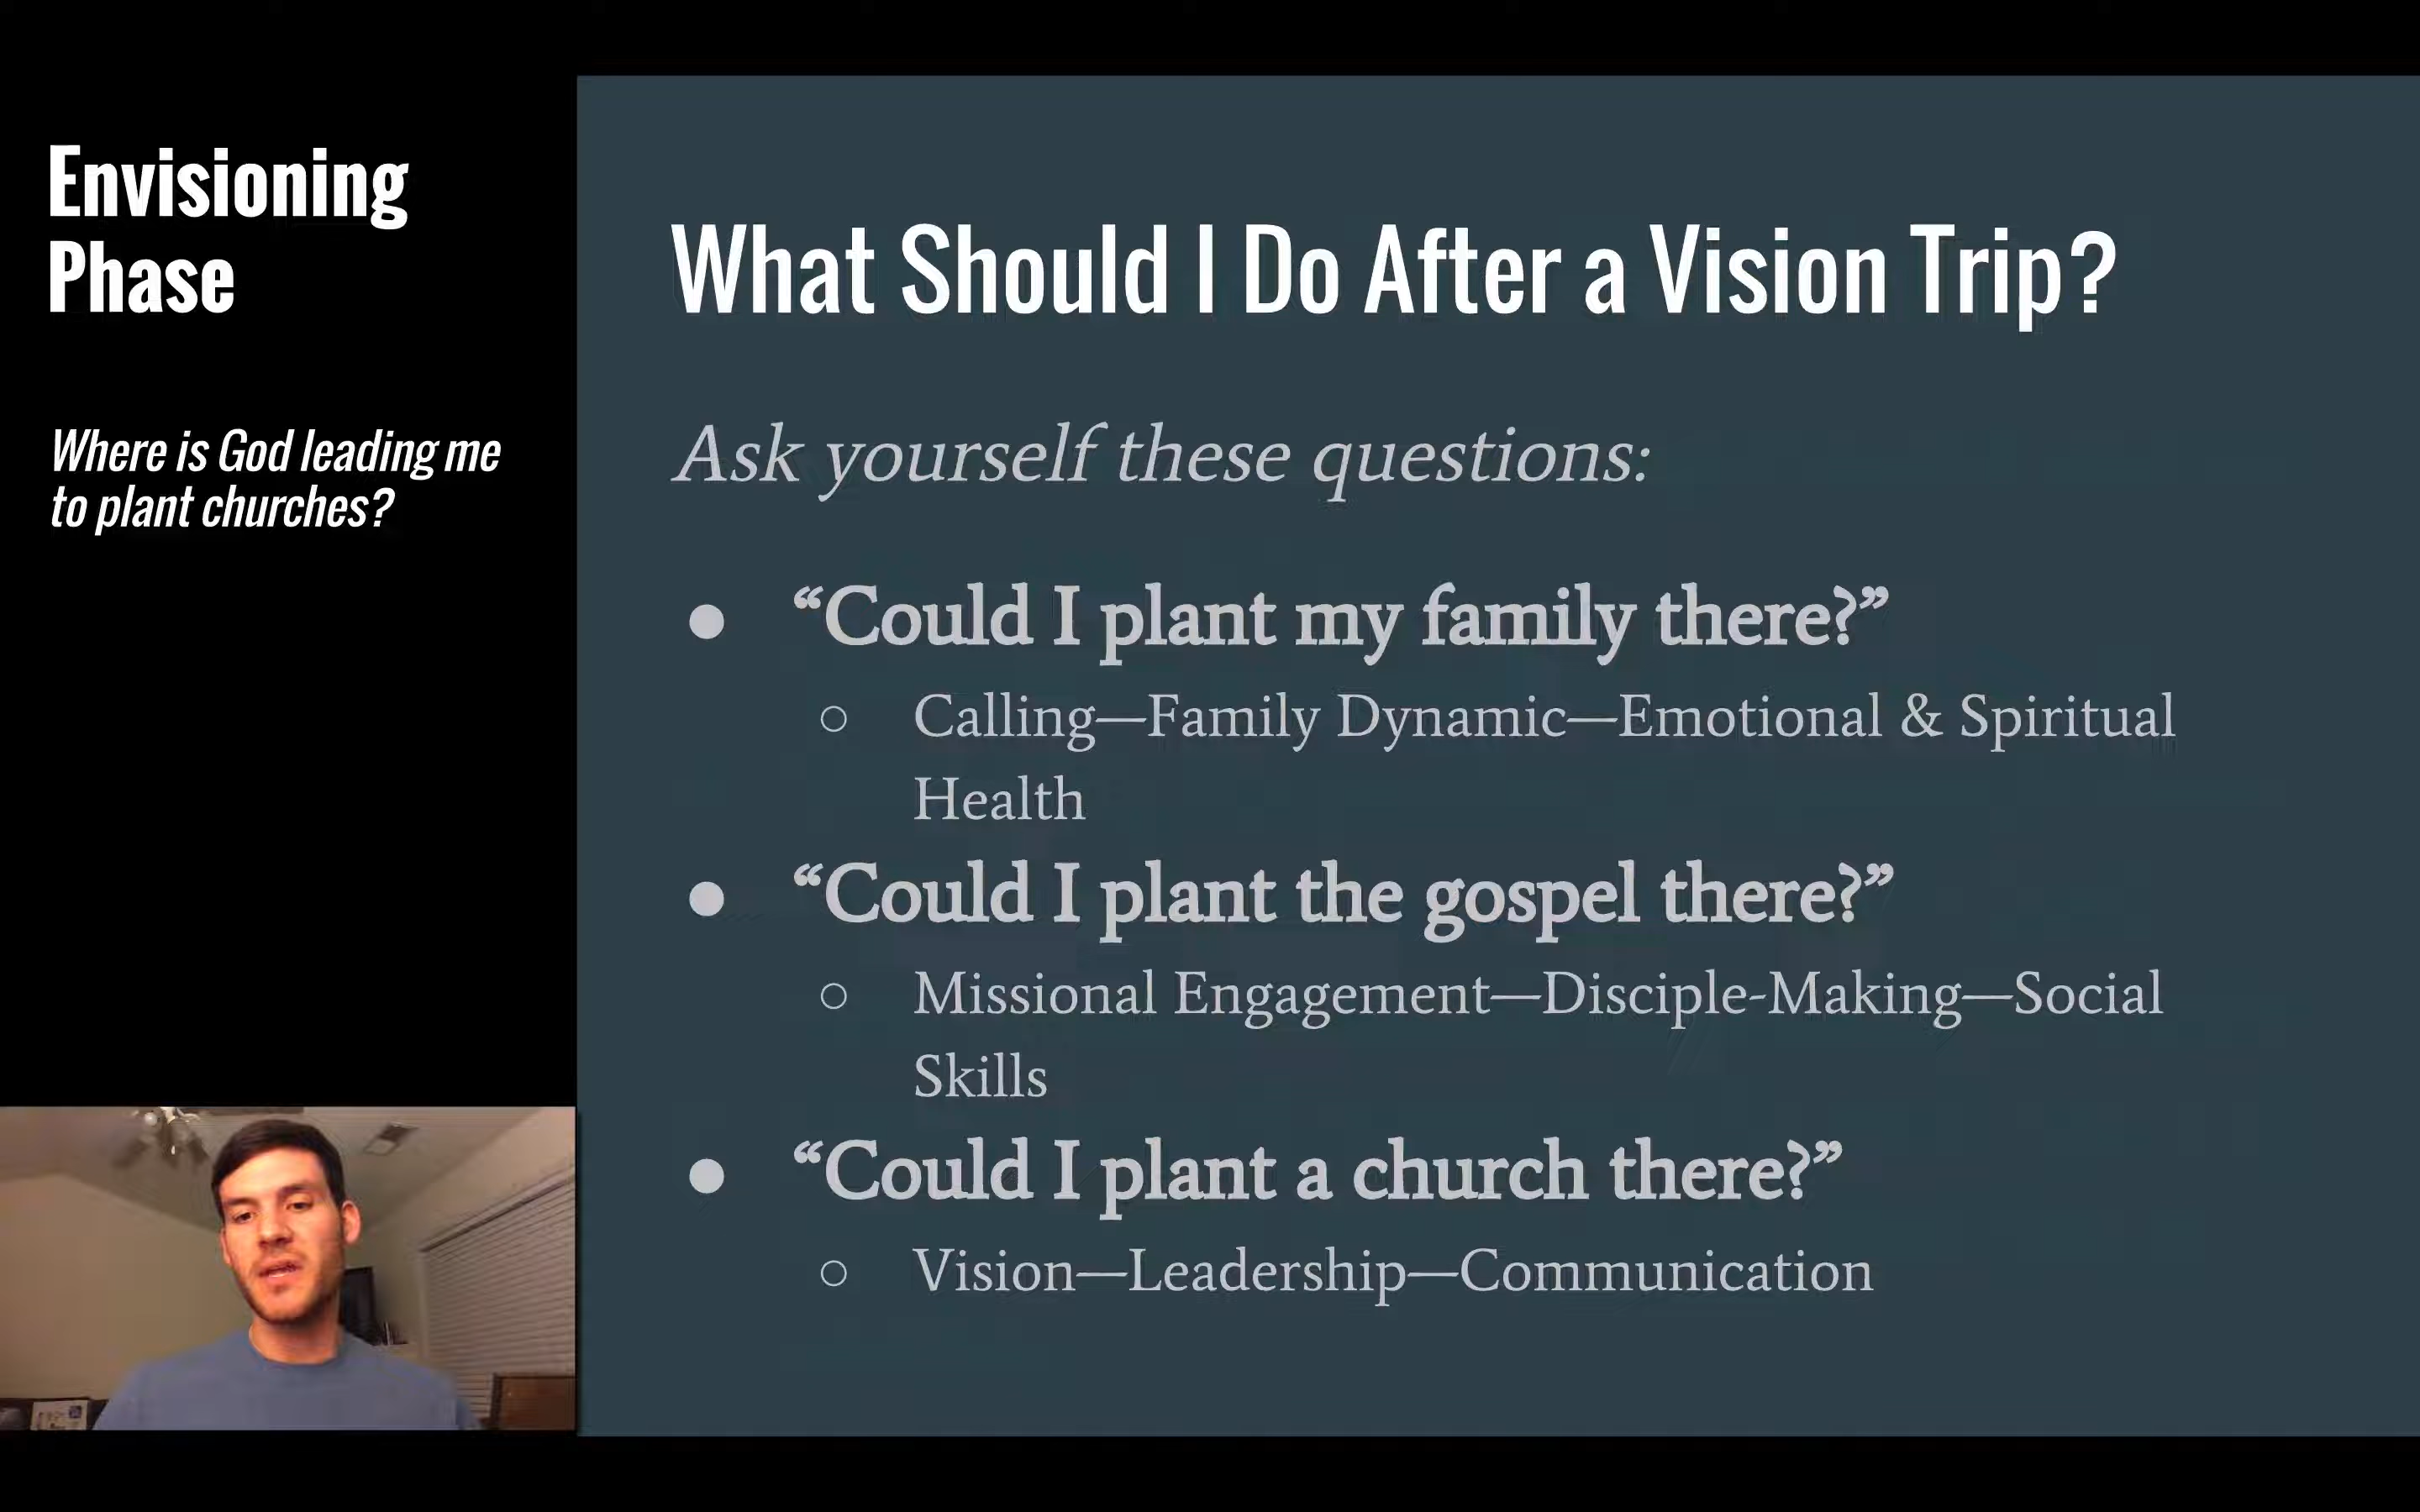 Envisioning
Phase
Where is God leading me
to plant churches?
What Should I Do After a Vision Trip?
Ask yourself these questions:
● “Could I plant my family there?”
○ Calling—Family Dynamic—Emotional & Spiritual
Health
● “Could I plant the gospel there?”
○ Missional Engagement—Disciple-Making—Social
Skills
● “Could I plant a church there?”
○ Vision—Leadership—Communication